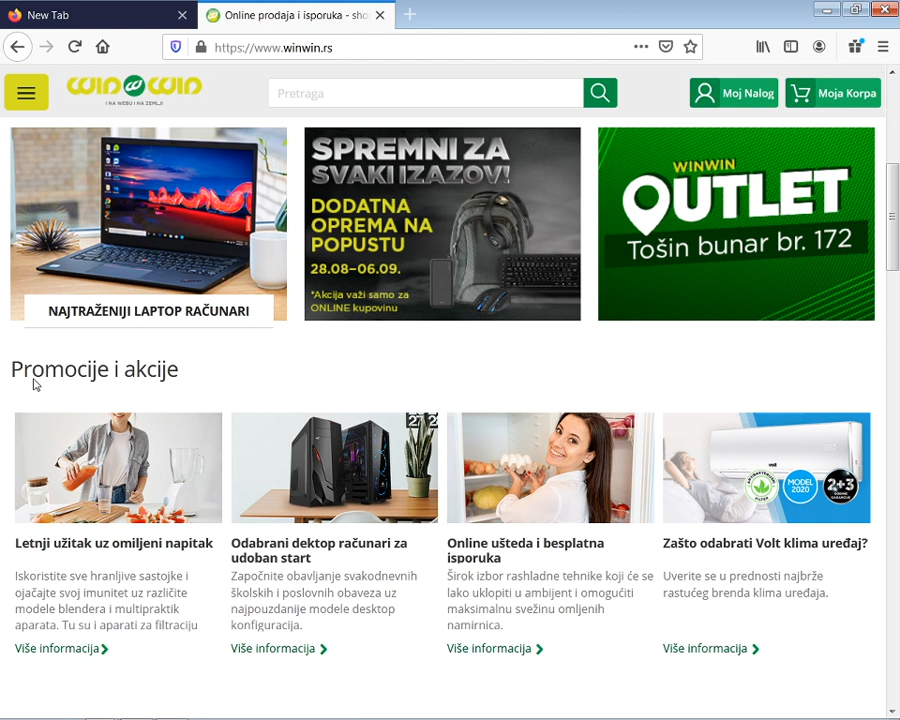 New Tab
Online prodaja i isporuka - sho
https://www.winwin.rs
WIN WIN
I NA WEBU I NA ZEMLJI
Pretraga
Moj Nalog
Moja Korpa
NAJTRAŽENIJI LAPTOP RAČUNARI
SPREMNI ZA
SVAKI IZAZOV!
DODATNA
OPREMA NA
POPUSTU
28.08–06.09.
*Akcija važi samo za
ONLINE kupovinu
WINWIN
OUTLET
Tošin bunar br. 172
Promocije i akcije
volt
MODEL
2020
2+3
Letnji užitak uz omiljeni napitak
Iskoristite sve hranljive sastojke i
ojačajte svoj imunitet uz različite
modele blendera i multipraktik
aparata. Tu su i aparati za filtraciju
Više informacija
Odabrani dektop računari za
udoban start
Započnite obavljanje svakodnevnih
školskih i poslovnih obaveza uz
najpouzdanije modele desktop
konfiguracija.
Više informacija
Online ušteda i besplatna
isporuka
Širok izbor rashladne tehnike koji će se
lako uklopiti u ambijent i omogućiti
maksimalnu svežinu omljenih
namirnica.
Više informacija
Zašto odabrati Volt klima uređaj?
Uverite se u prednosti najbrže
rastućeg brenda klima uređaja.
Više informacija